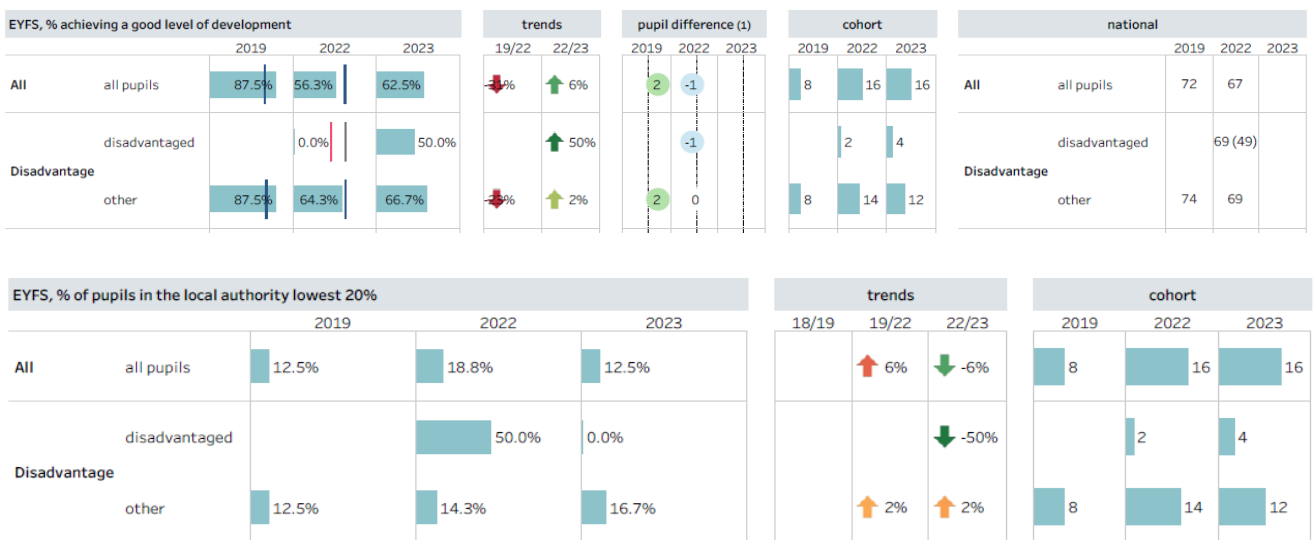 EYFS, % achieving a good level of development trends pupil difference (1) cohort national
2019 2022 2023 19/22 22/23 2019 2022 2023 2019 2022 2023 2019 2022 2023
All all pupils 87.5% 56.3% 62.5% -31% 6% 2 -1 8 16 16 All all pupils 72 67
disadvantaged 0.0% 50.0% 50% -1 2 4 disadvantaged 69 (49)
Disadvantage Disadvantage
other 87.5% 64.3% 66.7% -23% 2% 2 0 8 14 12 other 74 69
EYFS, % of pupils in the local authority lowest 20% trends cohort
2019 2022 2023 18/19 19/22 22/23 2019 2022 2023
All all pupils 12.5% 18.8% 12.5% 6% -6% 8 16 16
disadvantaged 50.0% 0.0% -50% 2 4
Disadvantage
other 12.5% 14.3% 16.7% 2% 2% 8 14 12